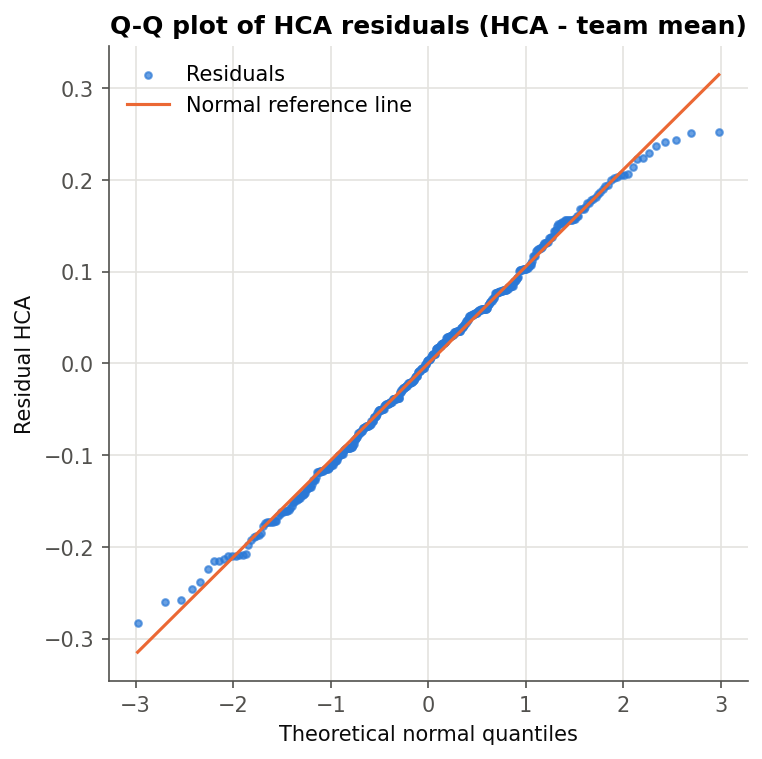 Q-Q plot of HCA residuals (HCA - team mean)
Residuals
Normal reference line
Residual HCA
0.3
0.2
0.1
0.0
−0.1
−0.2
−0.3
−3 −2 −1 0 1 2 3
Theoretical normal quantiles